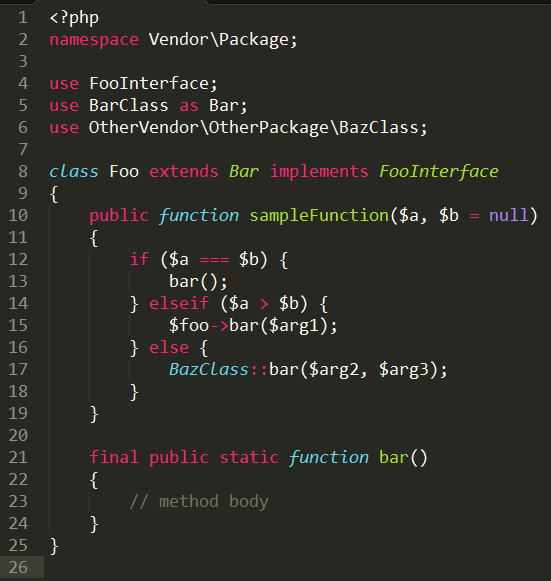 1 <?php
2 namespace Vendor\Package;
3
4 use FooInterface;
5 use BarClass as Bar;
6 use OtherVendor\OtherPackage\BazClass;
7
8 class Foo extends Bar implements FooInterface
9 {
10     public function sampleFunction($a, $b = null)
11     {
12         if ($a === $b) {
13             bar();
14         } elseif ($a > $b) {
15             $foo->bar($arg1);
16         } else {
17             BazClass::bar($arg2, $arg3);
18         }
19     }
20
21     final public static function bar()
22     {
23         // method body
24     }
25 }
26